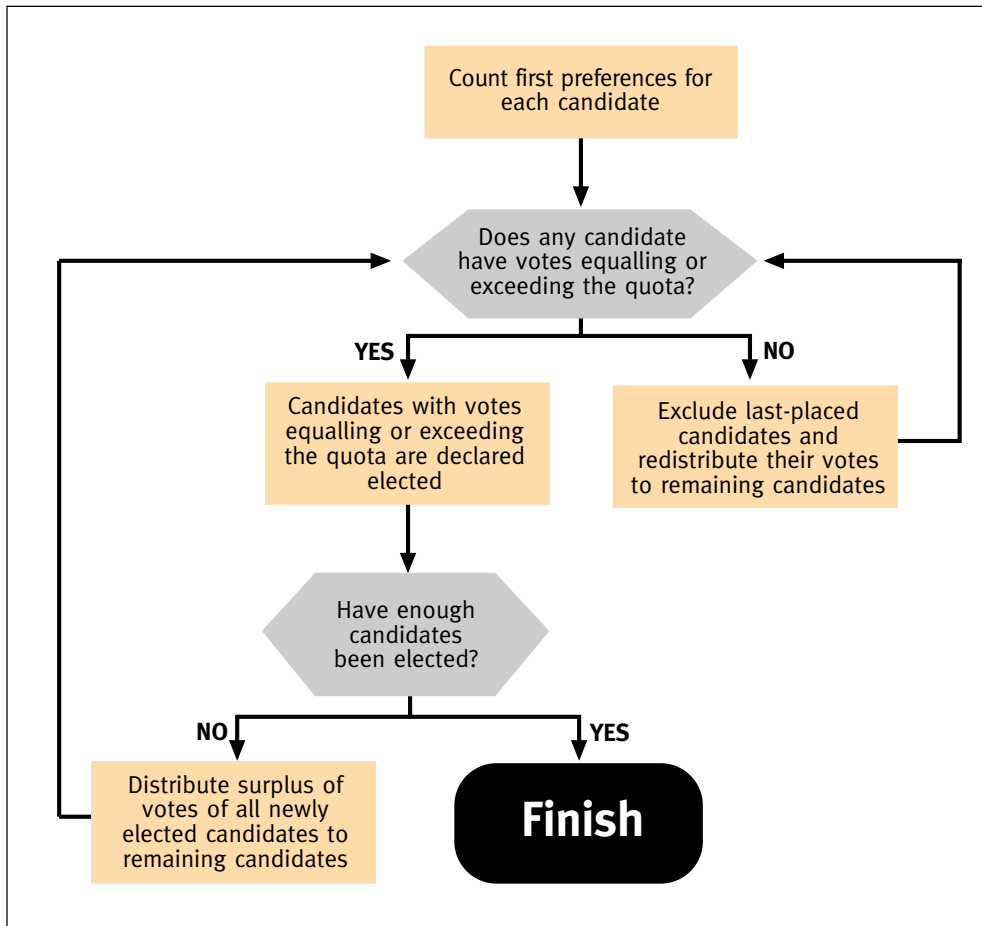 Count first preferences for
each candidate
Does any candidate
have votes equalling or
exceeding the quota?
YES
NO
Candidates with votes
equalling or exceeding
the quota are declared
elected
Exclude last-placed
candidates and
redistribute their votes
to remaining candidates
Have enough
candidates
been elected?
NO
YES
Distribute surplus of
votes of all newly
elected candidates to
remaining candidates
Finish